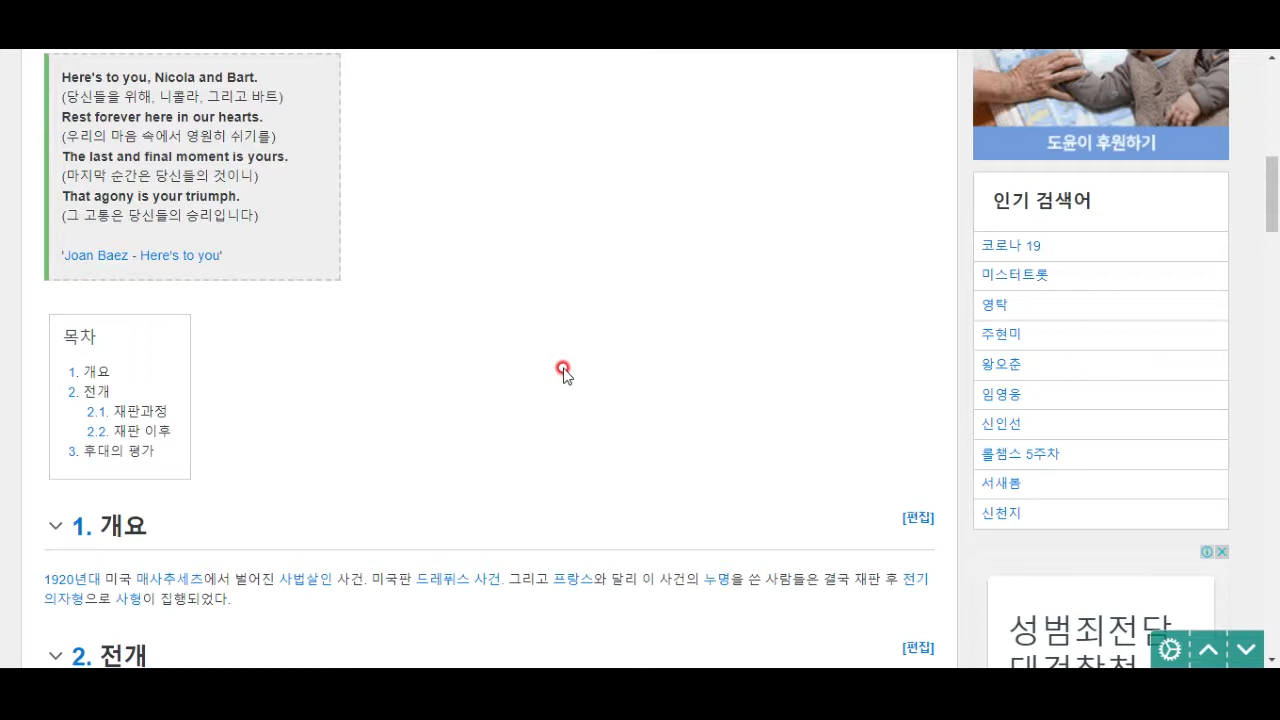 Here's to you, Nicola and Bart.
(당신들을 위해, 니콜라, 그리고 바트)
Rest forever here in our hearts.
(우리의 마음 속에서 영원히 쉬기를)
The last and final moment is yours.
(마지막 순간은 당신들의 것이니)
That agony is your triumph.
(그 고통은 당신들의 승리입니다)
'Joan Baez - Here's to you'
목차
1. 개요
2. 전개
2.1. 재판과정
2.2. 재판 이후
3. 후대의 평가
1. 개요
[편집]
1920년대 미국 매사추세츠에서 벌어진 사법살인 사건. 미국판 드레퓌스 사건. 그리고 프랑스와 달리 이 사건의 누명을 쓴 사람들은 결국 재판 후 전기
의자형으로 사형이 집행되었다.
2. 전개
[편집]
도윤이 후원하기
인기 검색어
코로나 19
미스터트롯
영탁
주현미
왕오춘
임영웅
신인선
롤챔스 5주차
서새봄
신천지
성범죄전담